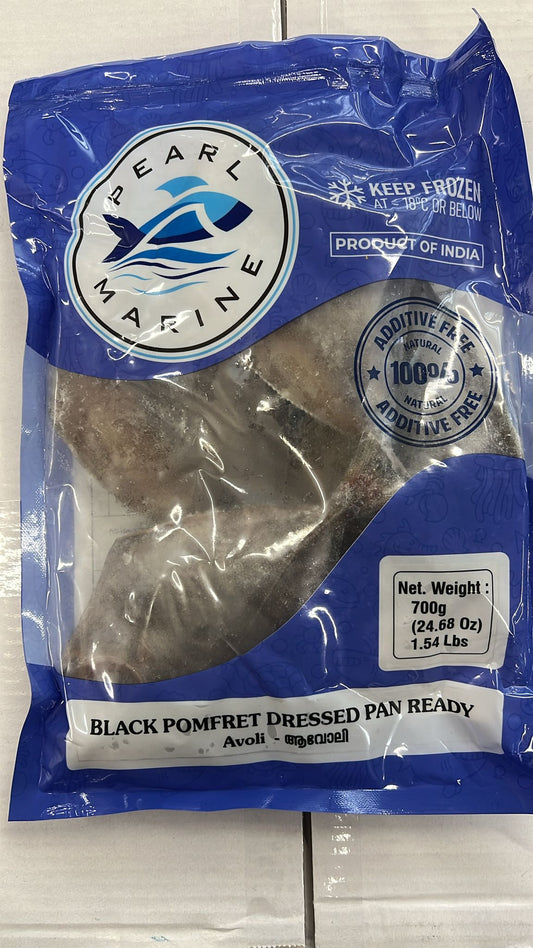 PEARL
MARINE
KEEP FROZEN
AT - 18°C OR BELOW
PRODUCT OF INDIA
ADDITIVE FREE
NATURAL
100%
NATURAL
ADDITIVE FREE
Net. Weight :
700g
(24.68 Oz)
1.54 Lbs
BLACK POMFRET DRESSED PAN READY
Avoli - ആവോലി